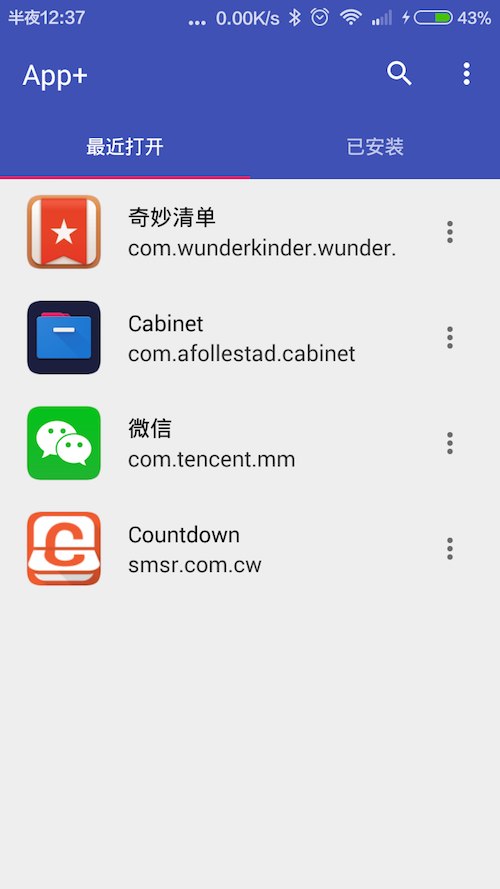 半夜12:37 ... 0.00K/s 43%
App+
最近打开 已安装
奇妙清单
com.wunderkinder.wunder.
Cabinet
com.afollestad.cabinet
微信
com.tencent.mm
Countdown
smsr.com.cw